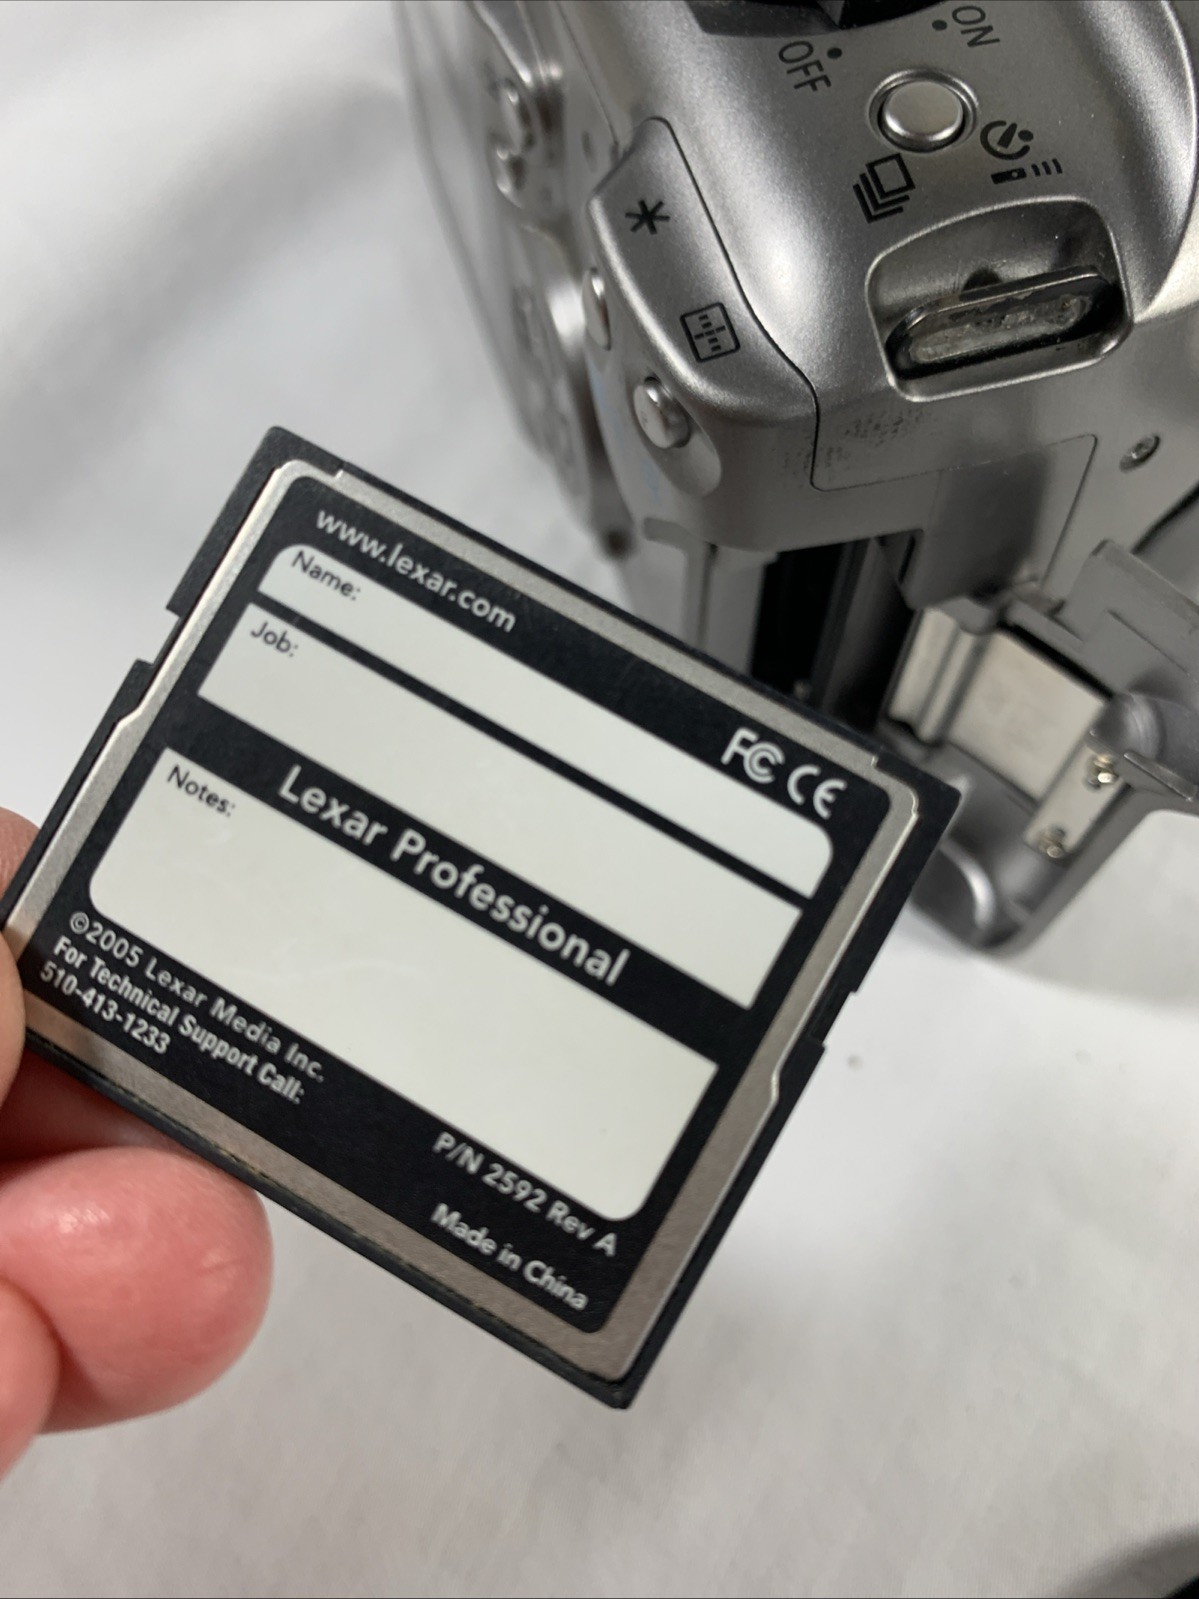 ON
OFF
www.lexar.com
Name:
Job:
FC CE
Lexar Professional
Notes:
©2005 Lexar Media Inc.
For Technical Support Call:
510-413-1233
P/N 2592 Rev A
Made in China